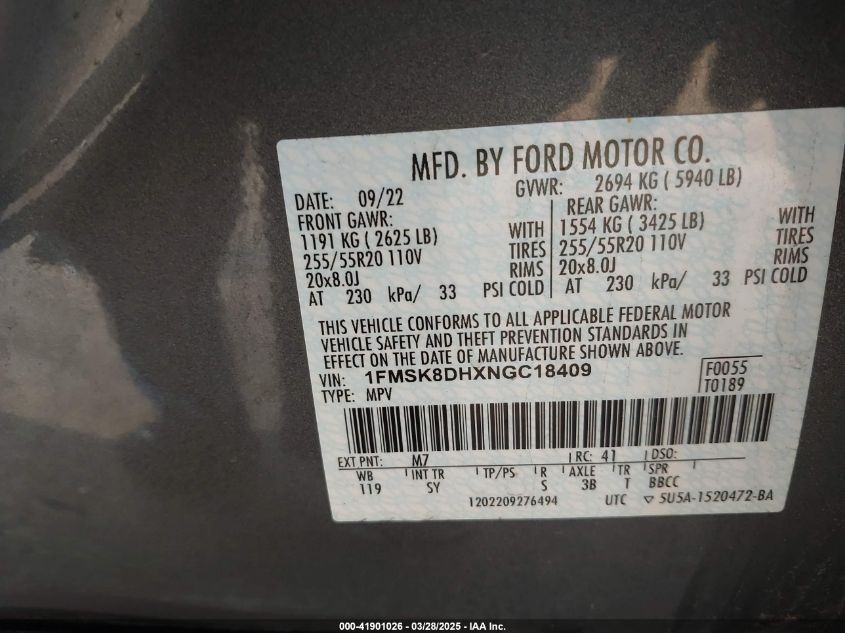 MFD. BY FORD MOTOR CO.
DATE: 09/22 GVWR: 2694 KG ( 5940 LB)
FRONT GAWR: REAR GAWR:
1191 KG ( 2625 LB) WITH 1554 KG ( 3425 LB) WITH
255/55R20 110V TIRES 255/55R20 110V TIRES
20x8.0J RIMS 20x8.0J RIMS
AT 230 kPa/ 33 PSI COLD AT 230 kPa/ 33 PSI COLD
THIS VEHICLE CONFORMS TO ALL APPLICABLE FEDERAL MOTOR
VEHICLE SAFETY AND THEFT PREVENTION STANDARDS IN
EFFECT ON THE DATE OF MANUFACTURE SHOWN ABOVE.
VIN: 1FMSK8DHXNGC18409 F0055
TYPE: MPV T0189
EXT PNT: M7 RC: 41 DSO:
WB INT TR TP/PS R AXLE TR SPR
119 SY S 3B T BBCC
1202209276494 UTC ▽ 5U5A-1520472-BA
000-41901026 / 03/28/2025 - IAA Inc.